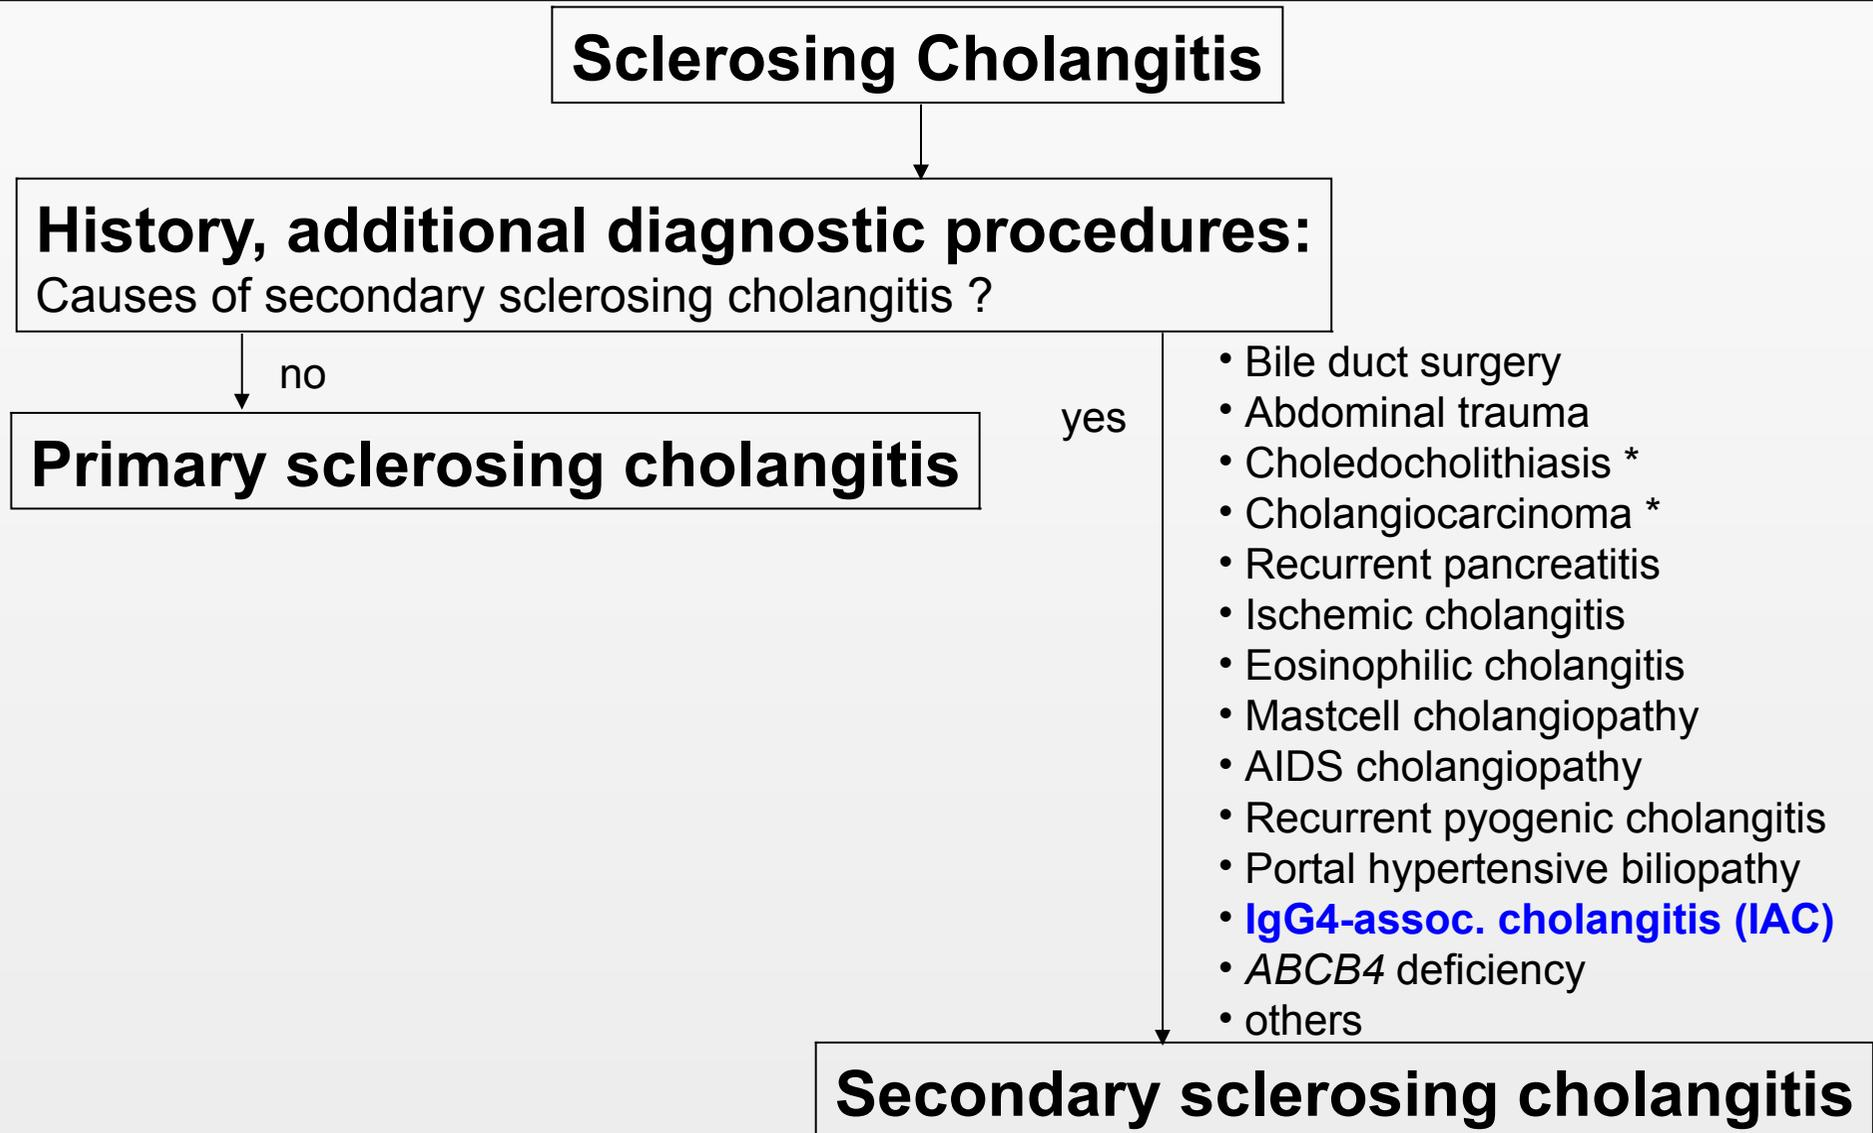 Sclerosing Cholangitis
History, additional diagnostic procedures:
Causes of secondary sclerosing cholangitis ?
no
Primary sclerosing cholangitis
yes
• Bile duct surgery
• Abdominal trauma
• Choledocholithiasis *
• Cholangiocarcinoma *
• Recurrent pancreatitis
• Ischemic cholangitis
• Eosinophilic cholangitis
• Mastcell cholangiopathy
• AIDS cholangiopathy
• Recurrent pyogenic cholangitis
• Portal hypertensive biliopathy
• IgG4-assoc. cholangitis (IAC)
• ABCB4 deficiency
• others
Secondary sclerosing cholangitis